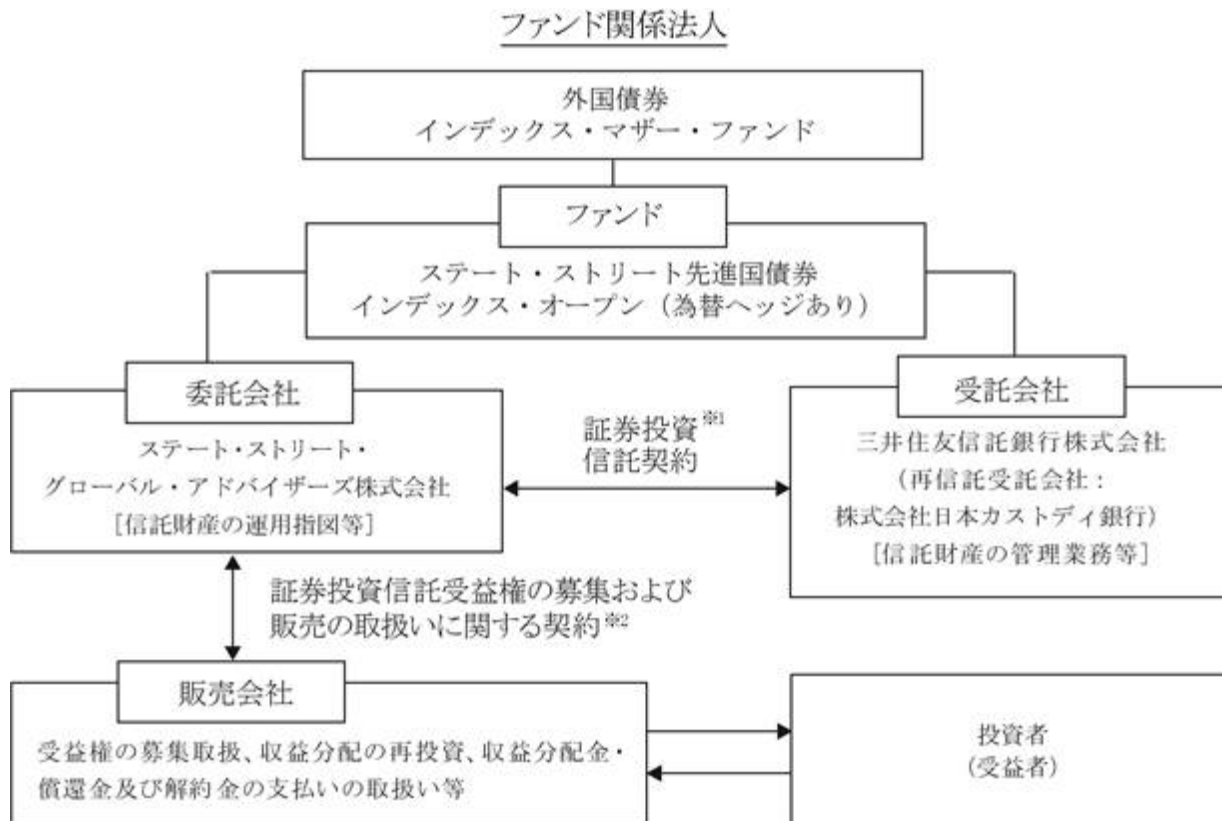 ファンド関係法人
外国債券
インデックス・マザー・ファンド
ファンド
ステート・ストリート先進国債券
インデックス・オープン（為替ヘッジあり）
委託会社
ステート・ストリート・
グローバル・アドバイザーズ株式会社
［信託財産の運用指図等］
証券投資※1
信託契約
受託会社
三井住友信託銀行株式会社
（再信託受託会社：
株式会社日本カストディ銀行）
［信託財産の管理業務等］
証券投資信託受益権の募集および
販売の取扱いに関する契約※2
販売会社
受益権の募集取扱、収益分配の再投資、収益分配金・
償還金及び解約金の支払いの取扱い等
投資者
（受益者）